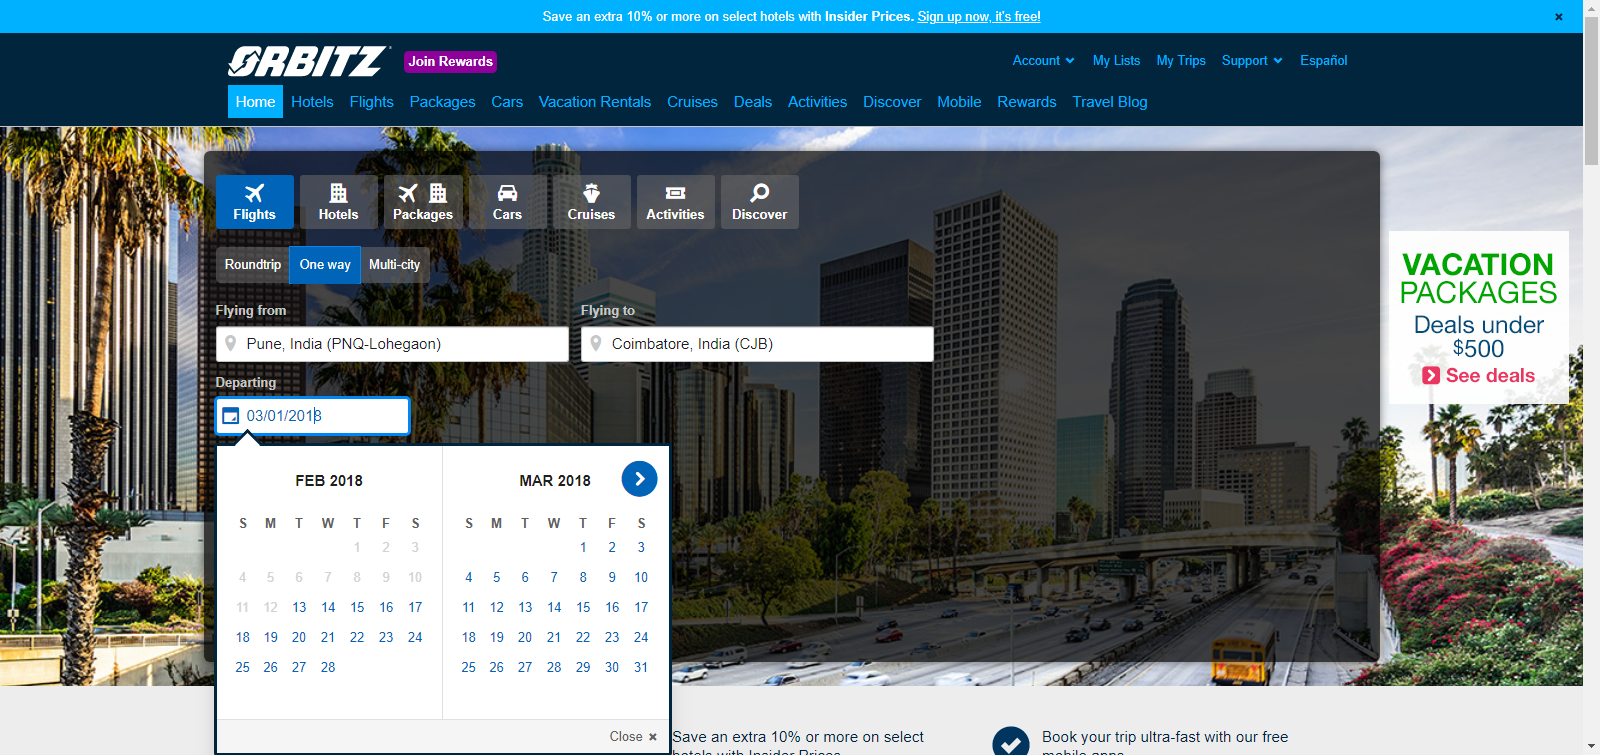 Save an extra 10% or more on select hotels with Insider Prices. Sign up now, it's free! ×
ORBITZ Join Rewards
Account My Lists My Trips Support Español
Home Hotels Flights Packages Cars Vacation Rentals Cruises Deals Activities Discover Mobile Rewards Travel Blog
Flights Hotels Packages Cars Cruises Activities Discover
Roundtrip One way Multi-city
Flying from Flying to
Pune, India (PNQ-Lohegaon) Coimbatore, India (CJB)
Departing
03/01/2018
FEB 2018 MAR 2018
S M T W T F S S M T W T F S
1 2 3 1 2 3
4 5 6 7 8 9 10 4 5 6 7 8 9 10
11 12 13 14 15 16 17 11 12 13 14 15 16 17
18 19 20 21 22 23 24 18 19 20 21 22 23 24
25 26 27 28 25 26 27 28 29 30 31
Close ×
VACATION
PACKAGES
Deals under
$500
See deals
Save an extra 10% or more on select
hotels with Insider Prices
Book your trip ultra-fast with our free
mobile apps